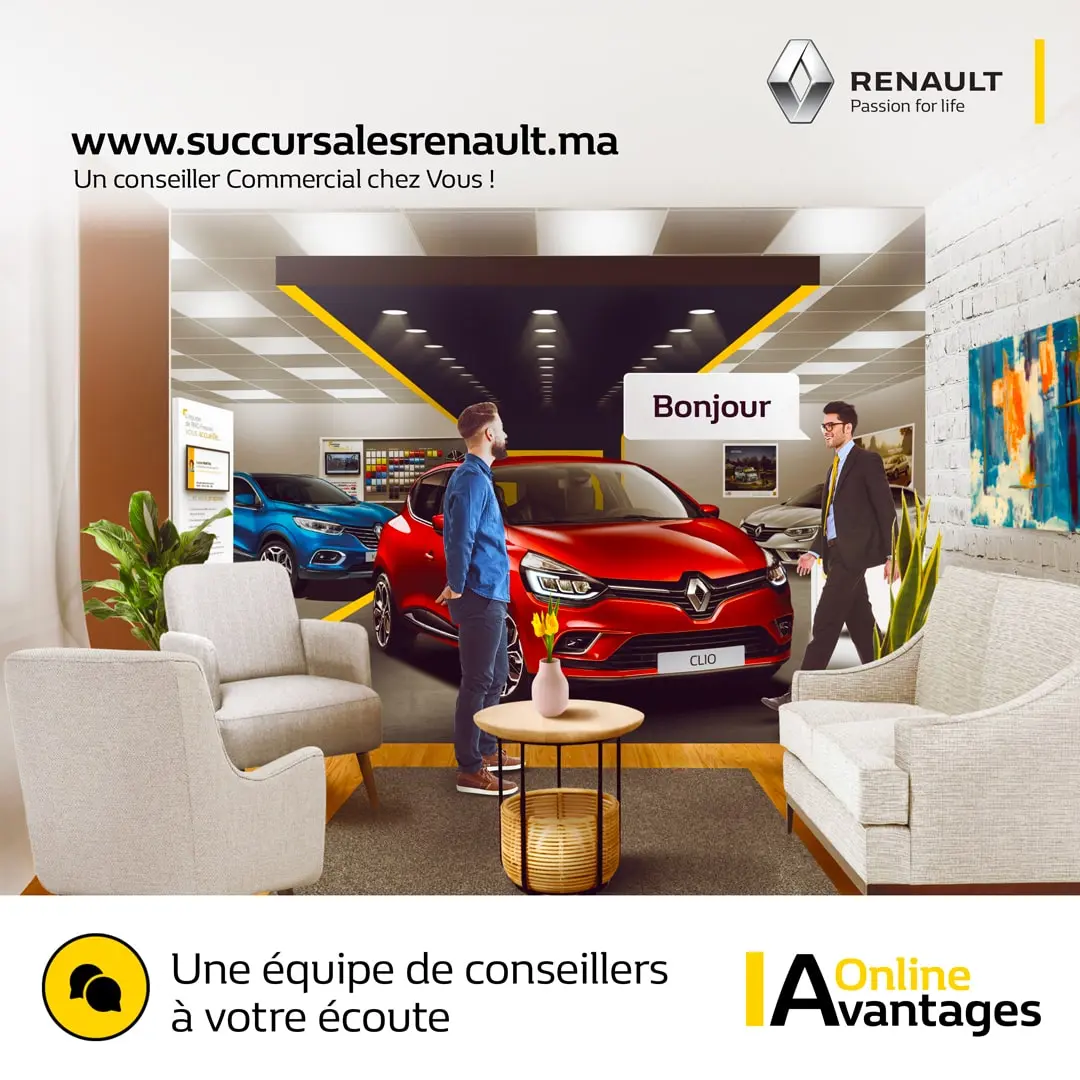 RENAULT
Passion for life
www.succursalesrenault.ma
Un conseiller Commercial chez Vous !
Bonjour
CLIO
Une équipe de conseillers
à votre écoute
Online
Avantages